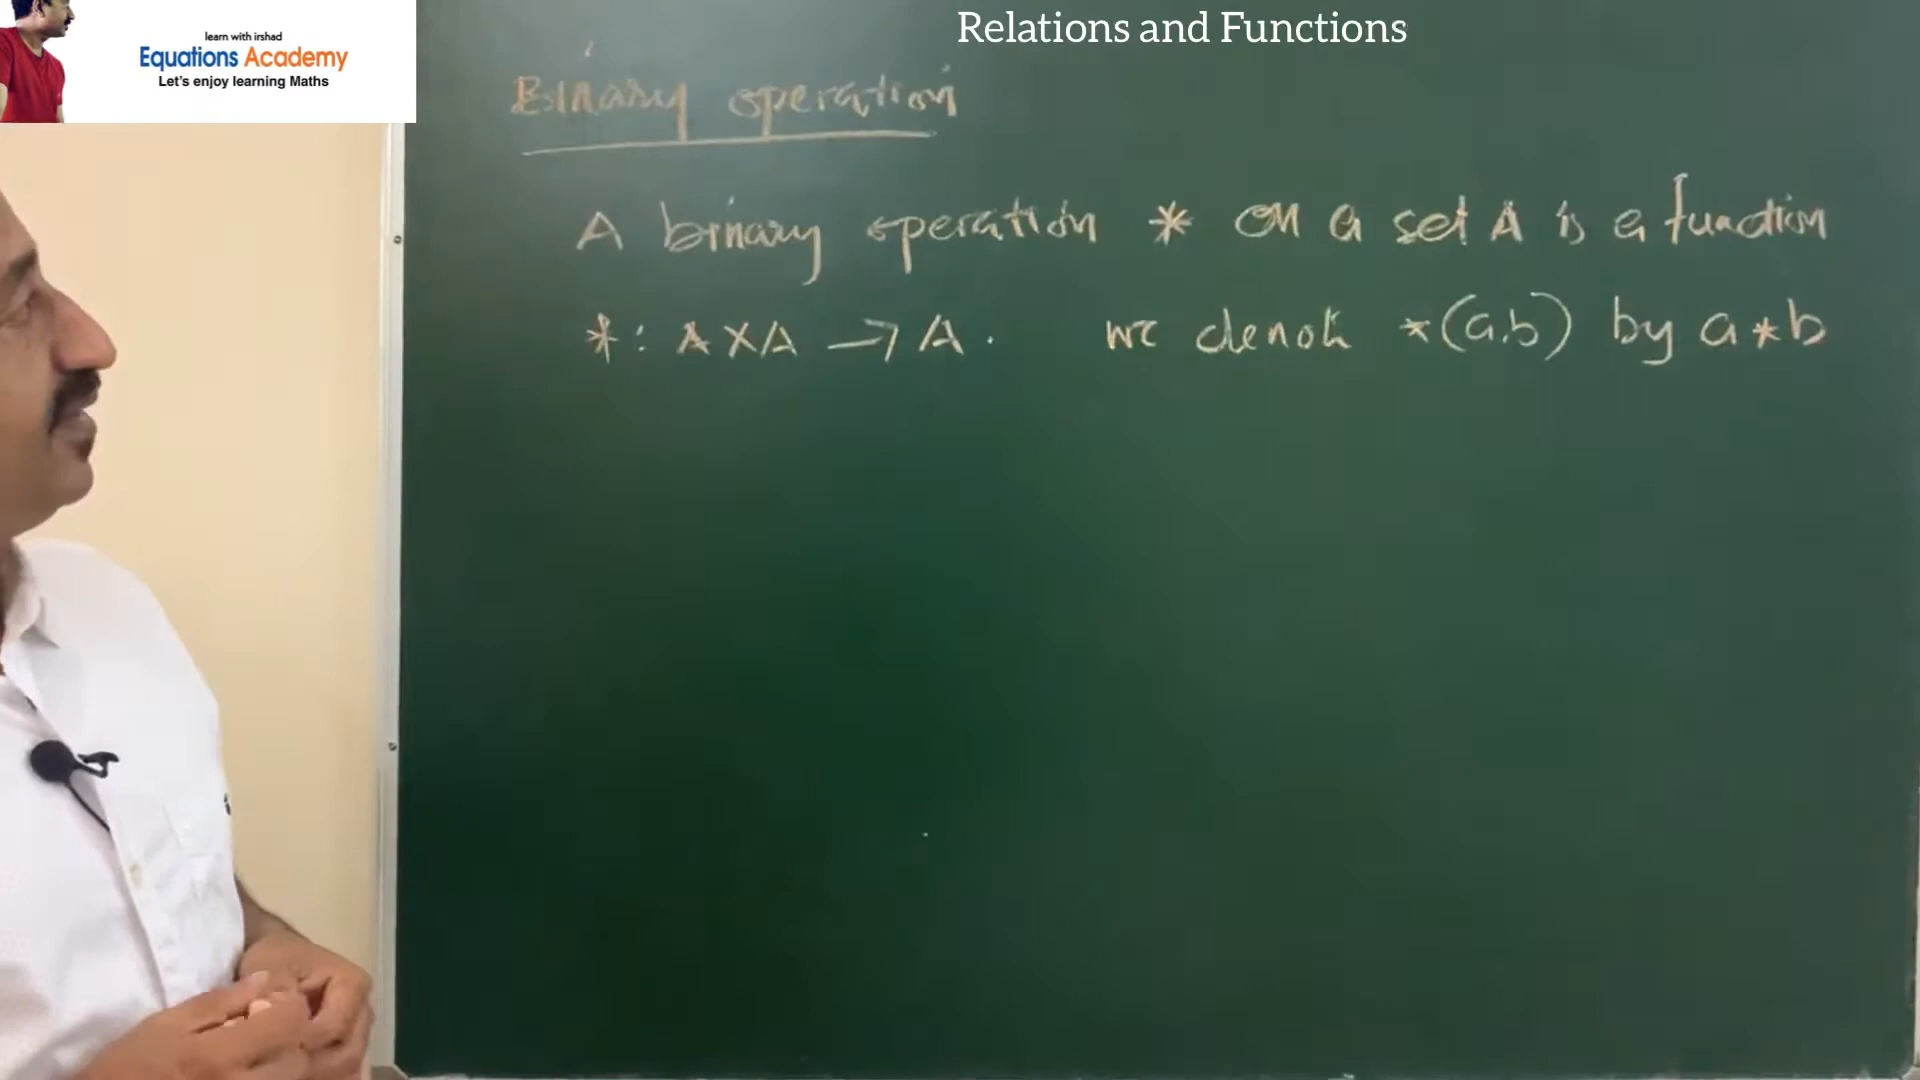 learn with irshad
Equations Academy
Let's enjoy learning Maths
Relations and Functions
Binary operation
A binary operation * on a set A is a function
*: A×A → A. we denote *(a,b) by a*b